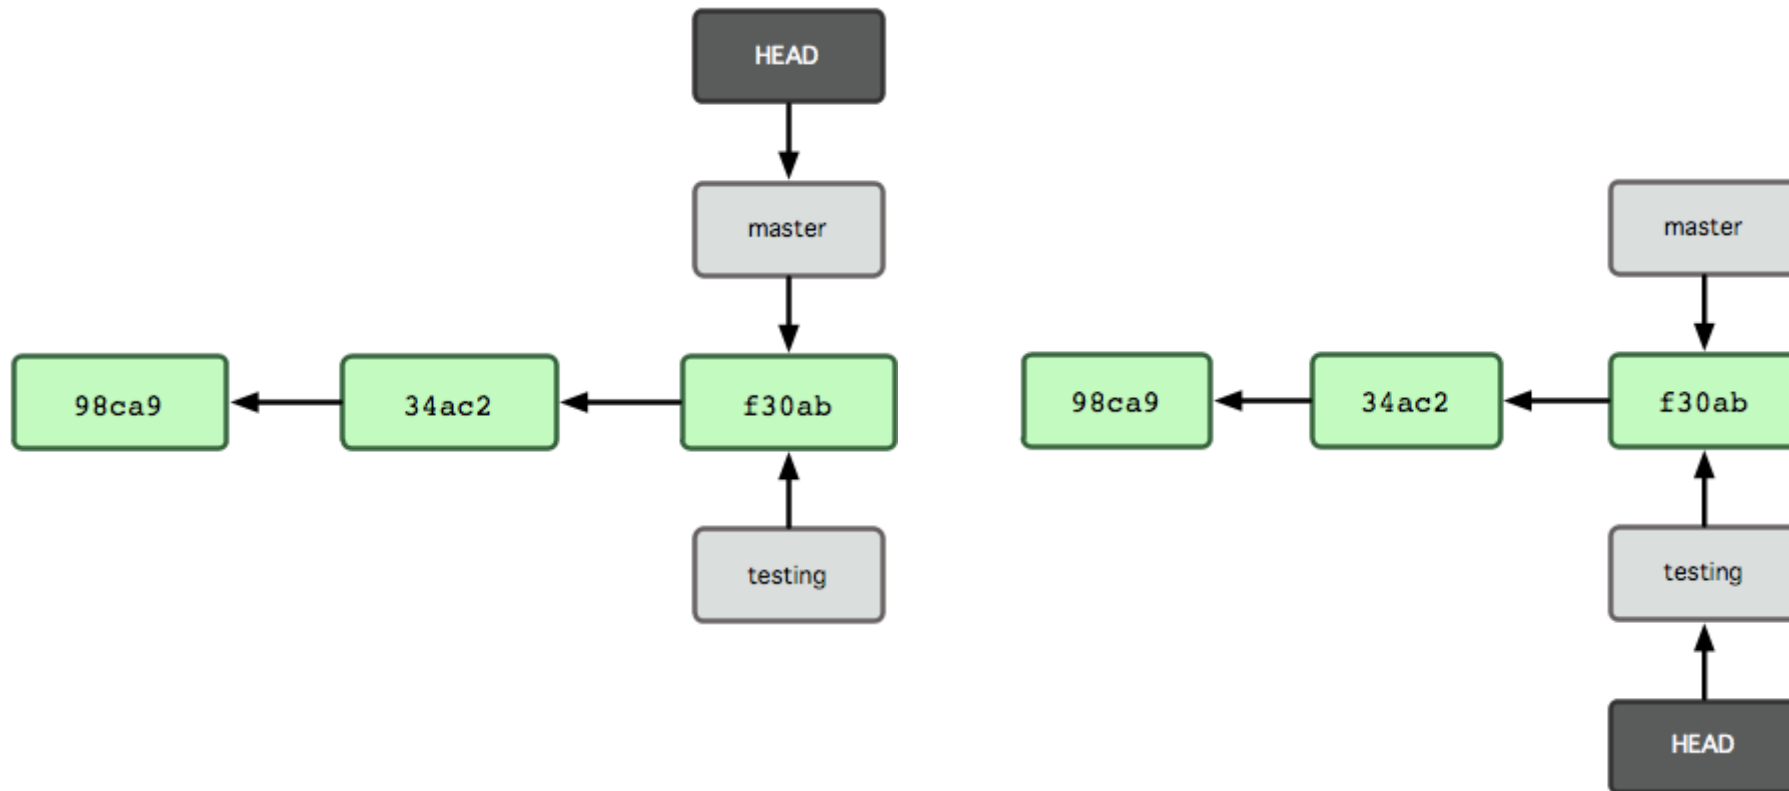 HEAD
master
98ca9
34ac2
f30ab
testing
master
98ca9
34ac2
f30ab
testing
HEAD